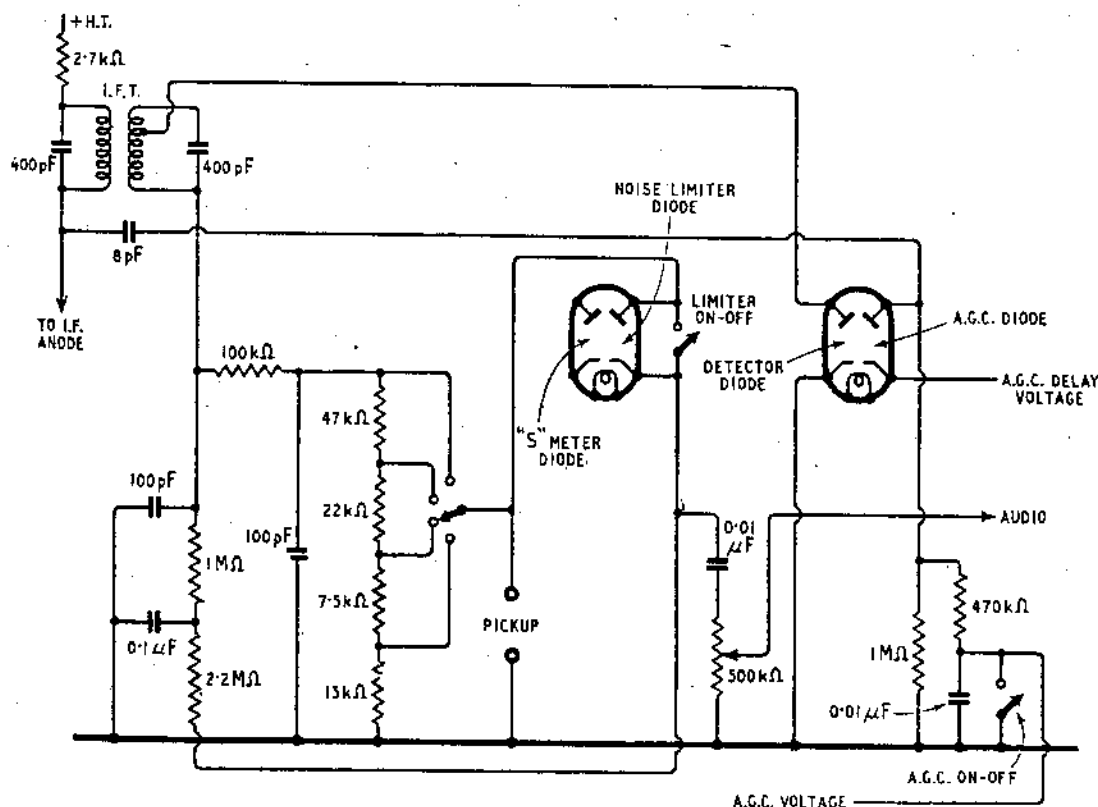 +H.T.
2·7kΩ
I.F.T.
400pF
400pF
8pF
TO I.F.
ANODE
NOISE LIMITER
DIODE
LIMITER
ON-OFF
A.G.C. DIODE
DETECTOR
DIODE
A.G.C. DELAY
VOLTAGE
"S" METER
DIODE
100kΩ
47kΩ
22kΩ
7·5kΩ
13kΩ
100pF
100pF
1MΩ
0·1μF
2·2MΩ
PICKUP
0·01
μF
500kΩ
AUDIO
470kΩ
1MΩ
0·01μF
A.G.C. ON-OFF
A.G.C. VOLTAGE